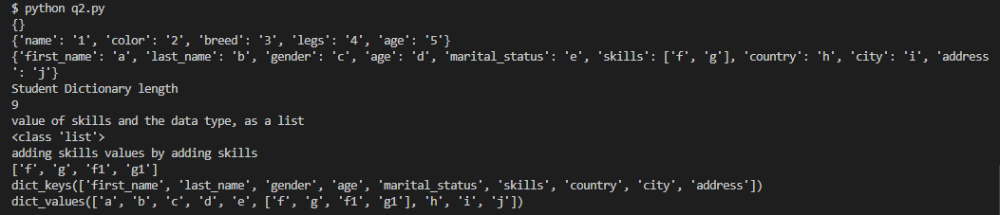 $ python q2.py
{}
{'name': '1', 'color': '2', 'breed': '3', 'legs': '4', 'age': '5'}
{'first_name': 'a', 'last_name': 'b', 'gender': 'c', 'age': 'd', 'marital_status': 'e', 'skills': ['f', 'g'], 'country': 'h', 'city': 'i', 'address
': 'j'}
Student Dictionary length
9
value of skills and the data type, as a list
<class 'list'>
adding skills values by adding skills
['f', 'g', 'f1', 'g1']
dict_keys(['first_name', 'last_name', 'gender', 'age', 'marital_status', 'skills', 'country', 'city', 'address'])
dict_values(['a', 'b', 'c', 'd', 'e', ['f', 'g', 'f1', 'g1'], 'h', 'i', 'j'])